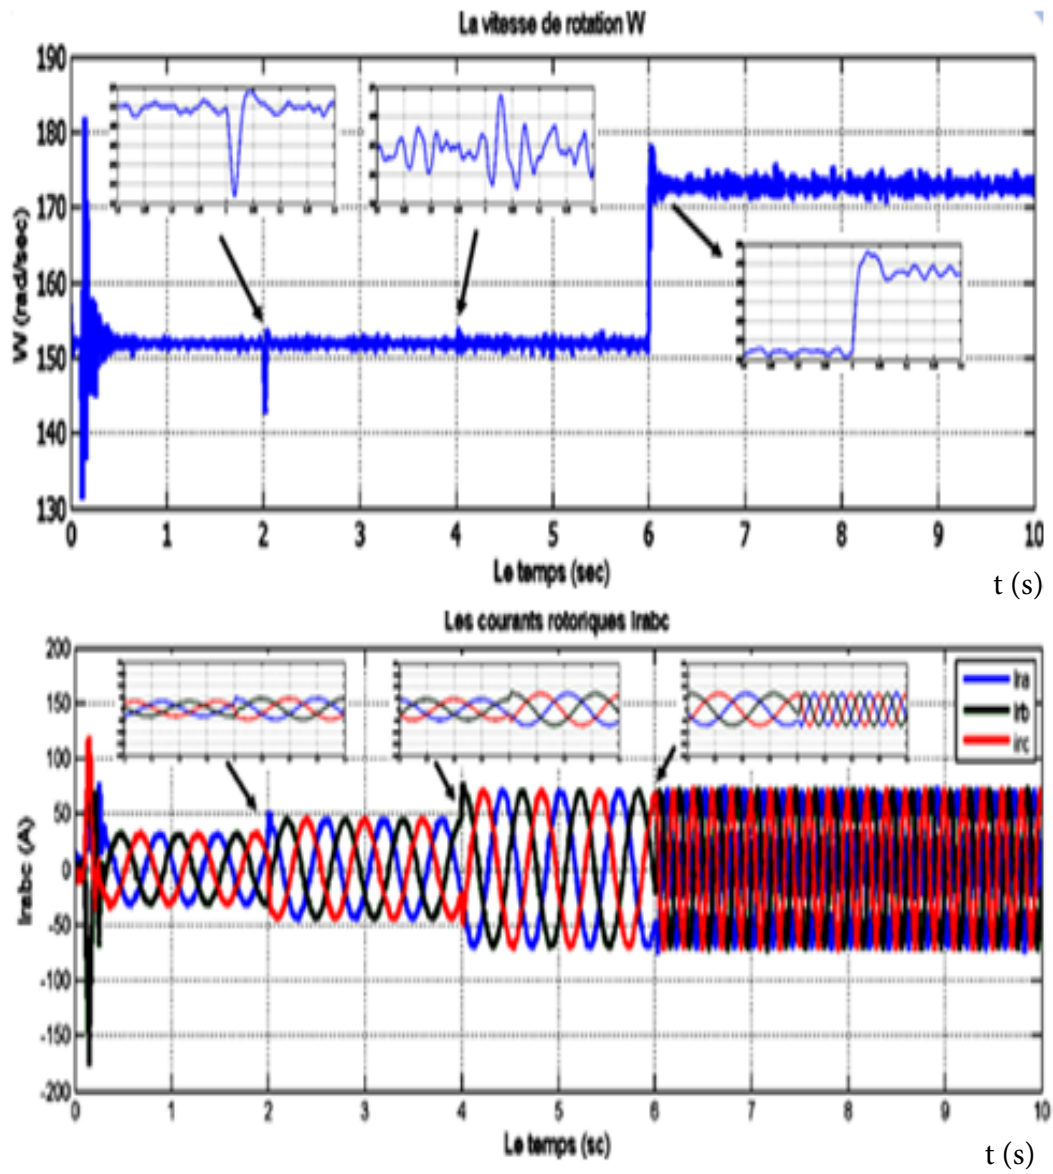 La vitesse de rotation W
190
180
170
160
150
140
130
W (rad/sec)
0 1 2 3 4 5 6 7 8 9 10
Le temps (sec)
t (s)
Les courants rotoriques Irabc
200
150
100
50
0
-50
-100
-150
-200
Irabc (A)
Ira
Irb
irc
0 1 2 3 4 5 6 7 8 9 10
Le temps (sc)
t (s)